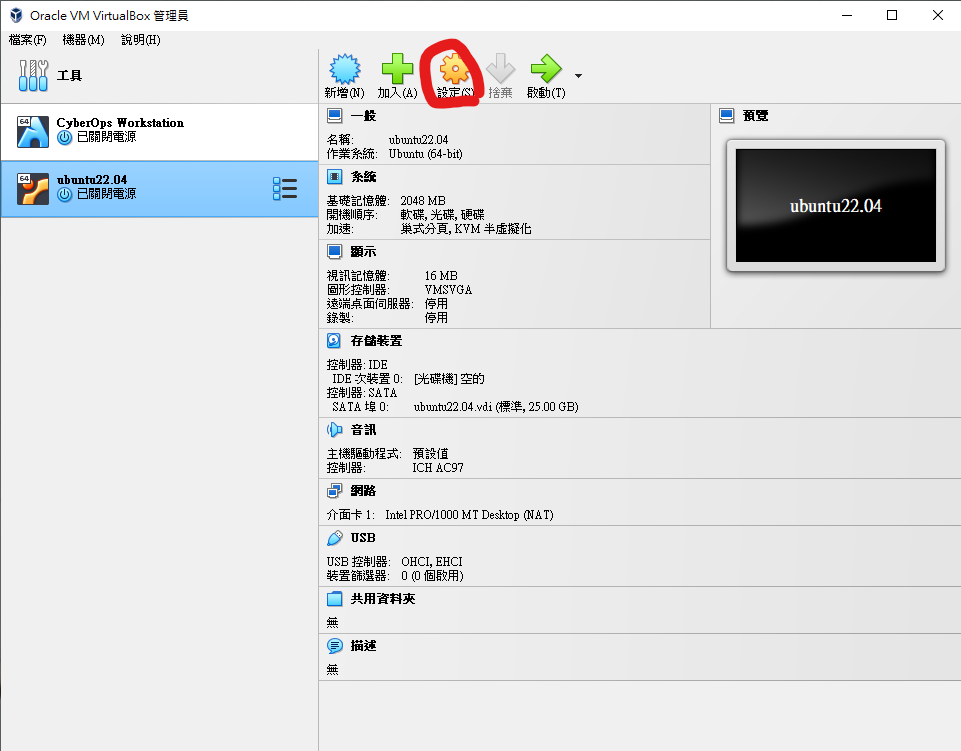 Oracle VM VirtualBox 管理員
檔案(F) 機器(M) 說明(H)
工具
新增(N) 加入(A) 設定(S) 捨棄 啟動(T)
64
CyberOps Workstation
已關閉電源
64
ubuntu22.04
已關閉電源
一般
名稱: ubuntu22.04
作業系統: Ubuntu (64-bit)
系統
基礎記憶體: 2048 MB
開機順序: 軟碟, 光碟, 硬碟
加速: 巢式分頁, KVM 半虛擬化
顯示
視訊記憶體: 16 MB
圖形控制器: VMSVGA
遠端桌面伺服器: 停用
錄製: 停用
預覽
ubuntu22.04
存儲裝置
控制器: IDE
IDE 次裝置 0: [光碟機] 空的
控制器: SATA
SATA 埠 0: ubuntu22.04.vdi (標準, 25.00 GB)
音訊
主機驅動程式: 預設值
控制器: ICH AC97
網路
介面卡 1: Intel PRO/1000 MT Desktop (NAT)
USB
USB 控制器: OHCI, EHCI
裝置篩選器: 0 (0 個啟用)
共用資料夾
無
描述
無